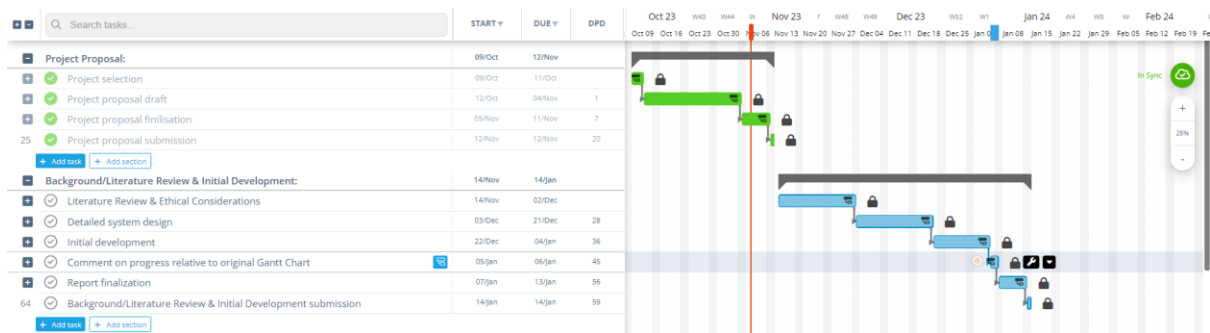 Search tasks...
START DUE DPD
Oct 23 W43 W44 W Nov 23 ? W48 W49 Dec 23 W52 W1 Jan 24 W4 W5 W Feb 24
Oct 09 Oct 16 Oct 23 Oct 30 Nov 06 Nov 13 Nov 20 Nov 27 Dec 04 Dec 11 Dec 18 Dec 25 Jan 0 Jan 08 Jan 15 Jan 22 Jan 29 Feb 05 Feb 12 Feb 19 Fe
Project Proposal: 09/Oct 12/Nov
Project selection 09/Oct 11/Oct
In Sync
Project proposal draft 12/Oct 04/Nov 1
+
Project proposal finilisation 05/Nov 11/Nov 7
25%
25 Project proposal submission 12/Nov 12/Nov 20
-
+ Add task + Add section
Background/Literature Review & Initial Development: 14/Nov 14/Jan
Literature Review & Ethical Considerations 14/Nov 02/Dec
Detailed system design 03/Dec 21/Dec 28
Initial development 22/Dec 04/Jan 36
Comment on progress relative to original Gantt Chart 05/Jan 06/Jan 45
Report finalization 07/Jan 13/Jan 56
64 Background/Literature Review & Initial Development submission 14/Jan 14/Jan 59
+ Add task + Add section